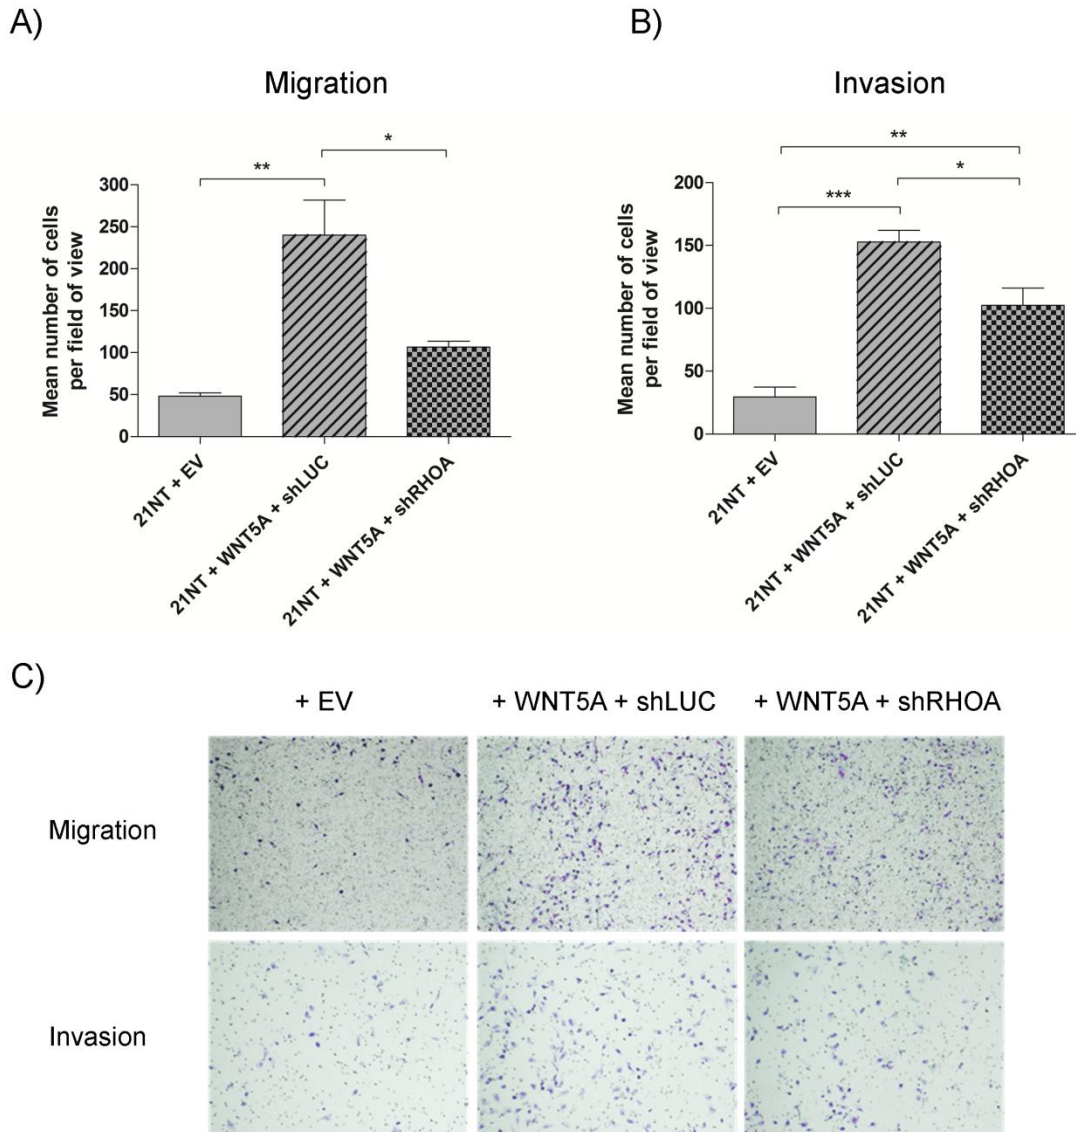 A)
B)
Migration
Invasion
*
**
**
*
***
Mean number of cells
per field of view
300
250
200
150
100
50
0
21NT + EV
21NT + WNT5A + shLUC
21NT + WNT5A + shRHOA
Mean number of cells
per field of view
200
150
100
50
0
21NT + EV
21NT + WNT5A + shLUC
21NT + WNT5A + shRHOA
C)
+ EV
+ WNT5A + shLUC
+ WNT5A + shRHOA
Migration
Invasion